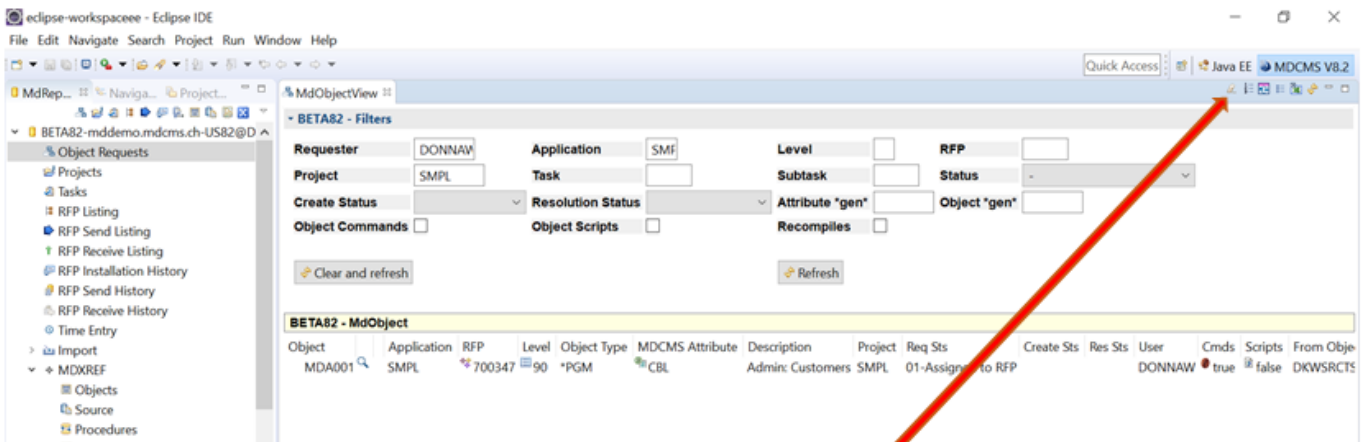 eclipse-workspaceee - Eclipse IDE
File Edit Navigate Search Project Run Window Help
Quick Access Java EE MDCMS V8.2
MdRep... Naviga... Project... MdObjectView
BETA82-mddemo.mdcms.ch-US82@D
Object Requests
Projects
Tasks
RFP Listing
RFP Send Listing
RFP Receive Listing
RFP Installation History
RFP Send History
RFP Receive History
Time Entry
Import
MDXREF
Objects
Source
Procedures
BETA82 - Filters
Requester DONNAW Application SMF Level RFP
Project SMPL Task Subtask Status -
Create Status Resolution Status Attribute *gen* Object *gen*
Object Commands Object Scripts Recompiles
Clear and refresh Refresh
BETA82 - MdObject
Object Application RFP Level Object Type MDCMS Attribute Description Project Req Sts Create Sts Res Sts User Cmds Scripts From Obje
MDA001 SMPL 700347 90 *PGM CBL Admin: Customers SMPL 01-Assigned to RFP DONNAW true false DKWSRCTS